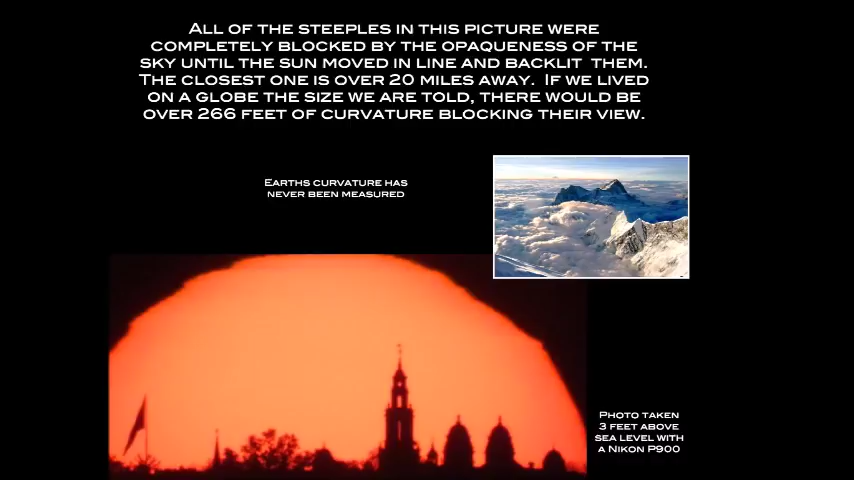 ALL OF THE STEEPLES IN THIS PICTURE WERE
COMPLETELY BLOCKED BY THE OPAQUENESS OF THE
SKY UNTIL THE SUN MOVED IN LINE AND BACKLIT THEM.
THE CLOSEST ONE IS OVER 20 MILES AWAY. IF WE LIVED
ON A GLOBE THE SIZE WE ARE TOLD, THERE WOULD BE
OVER 266 FEET OF CURVATURE BLOCKING THEIR VIEW.
EARTHS CURVATURE HAS
NEVER BEEN MEASURED
PHOTO TAKEN
3 FEET ABOVE
SEA LEVEL WITH
A NIKON P900